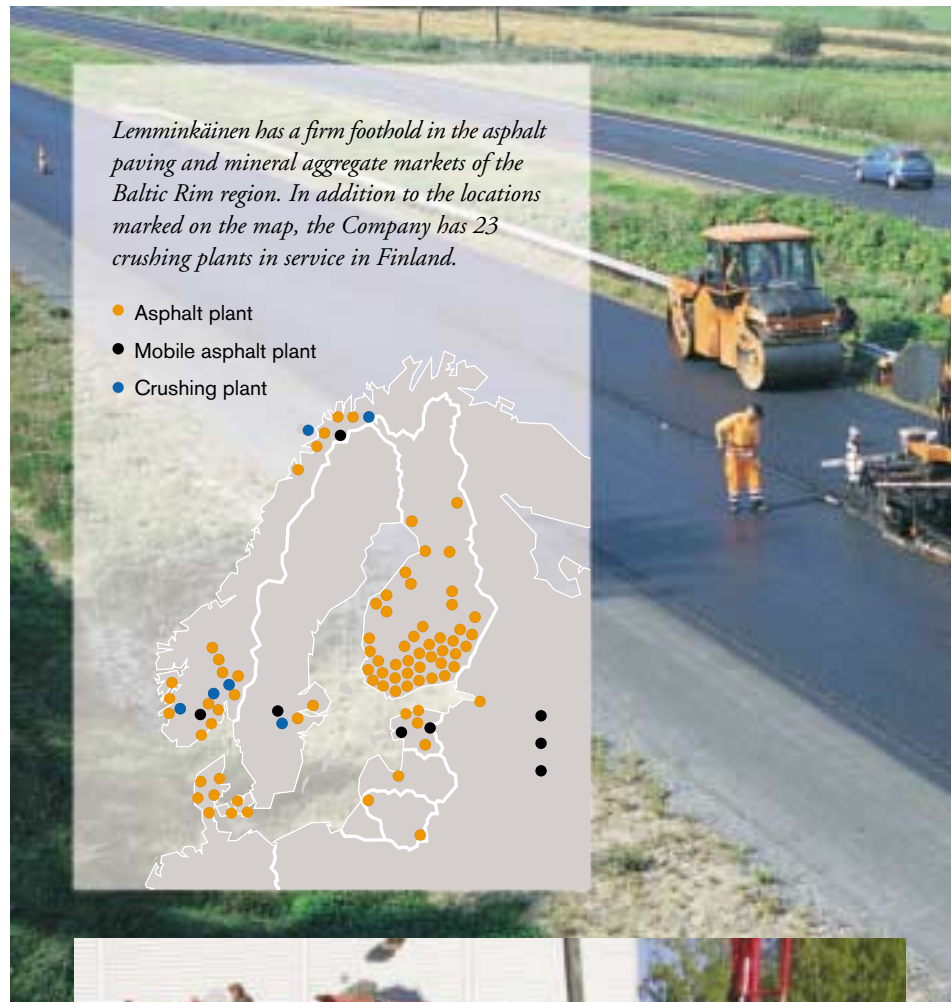 Lemminkäinen has a firm foothold in the asphalt
paving and mineral aggregate markets of the
Baltic Rim region. In addition to the locations
marked on the map, the Company has 23
crushing plants in service in Finland.
Asphalt plant
Mobile asphalt plant
Crushing plant